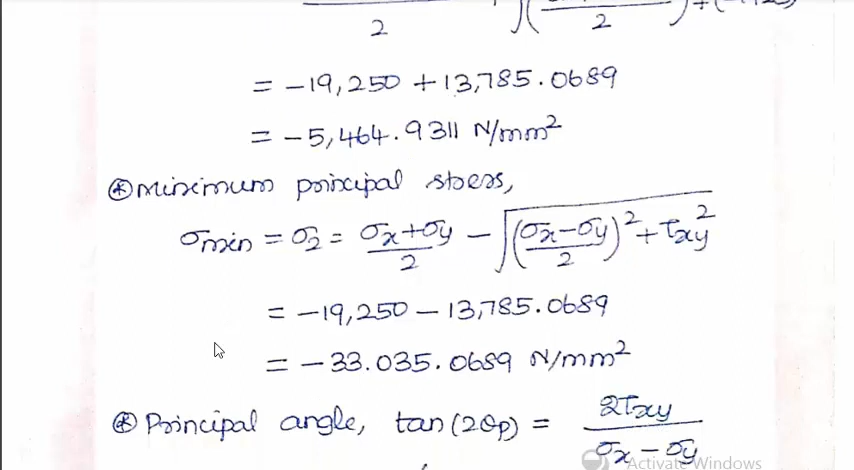 2 2 ) +
= -19,250 + 13,785.0689
= -5,464.9311 N/mm²
⊛ Minimum principal stress,
σmin = σ2 = σx+σy/2 - √(σx-σy/2)² + τxy²
= -19,250 - 13,785.0689
= -33.035.0689 N/mm²
⊛ Principal angle, tan(2θp) = 2τxy/σx - σy
Activate Windows